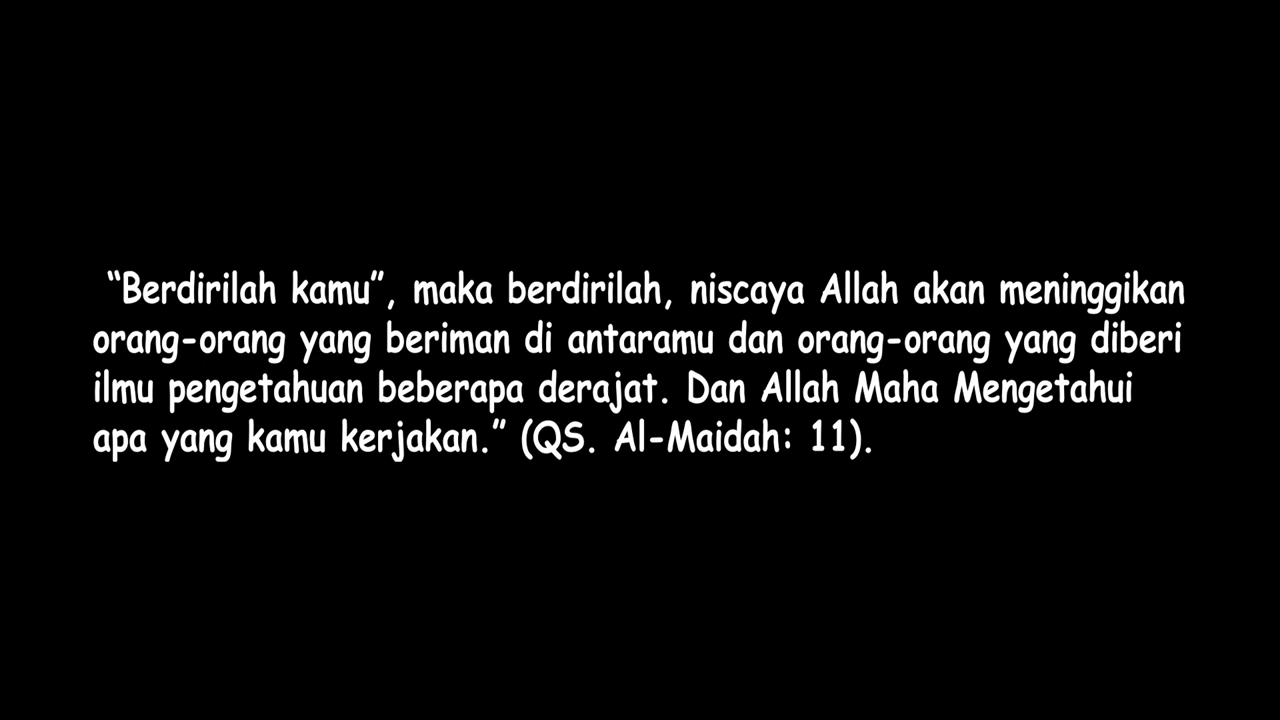 “Berdirilah kamu”, maka berdirilah, niscaya Allah akan meninggikan
orang-orang yang beriman di antaramu dan orang-orang yang diberi
ilmu pengetahuan beberapa derajat. Dan Allah Maha Mengetahui
apa yang kamu kerjakan.” (QS. Al-Maidah: 11).